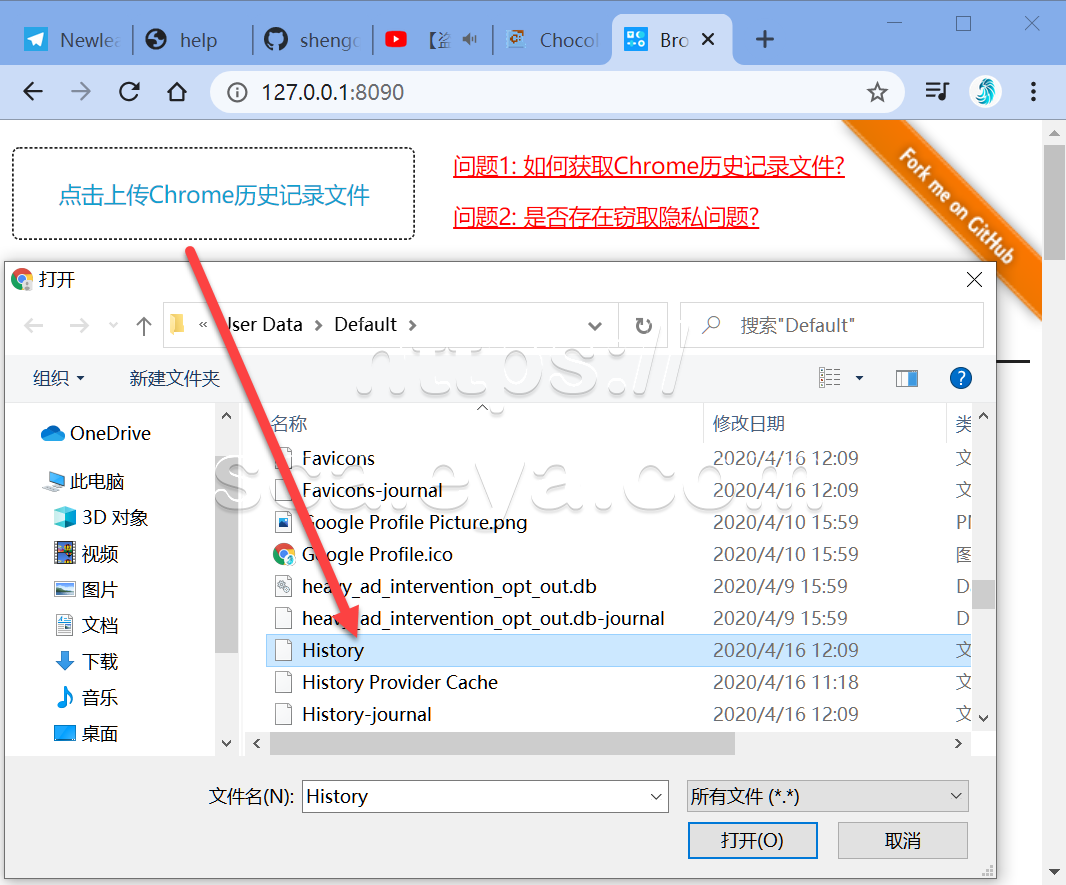 Newlea
help
shengc
【盗
Chocol
Bro
127.0.0.1:8090
点击上传Chrome历史记录文件
问题1: 如何获取Chrome历史记录文件?
问题2: 是否存在窃取隐私问题?
Fork me on GitHub
打开
« User Data > Default >
搜索"Default"
组织
新建文件夹
https://
scaleya.com
名称 修改日期 类
OneDrive
此电脑
3D 对象
视频
图片
文档
下载
音乐
桌面
Favicons 2020/4/16 12:09 文
Favicons-journal 2020/4/16 12:09 文
Google Profile Picture.png 2020/4/10 15:59 PN
Google Profile.ico 2020/4/10 15:59 图
heavy_ad_intervention_opt_out.db 2020/4/9 15:59 D
heavy_ad_intervention_opt_out.db-journal 2020/4/9 15:59 D
History 2020/4/16 12:09 文
History Provider Cache 2020/4/16 11:18 文
History-journal 2020/4/16 12:09 文
文件名(N): History
所有文件 (*.*)
打开(O)
取消